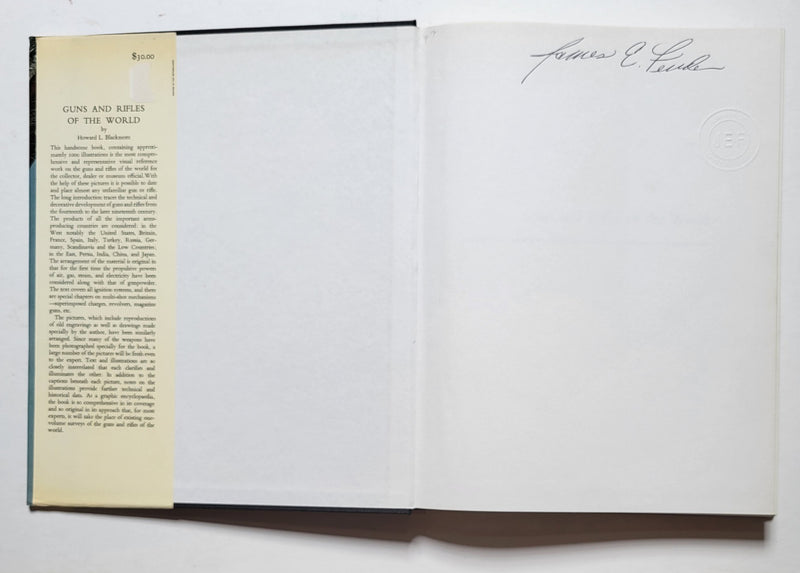 $30.00
GUNS AND RIFLES
OF THE WORLD
by
Howard L. Blackmore
This handsome book, containing approxi-
mately 1000 illustrations is the most compre-
hensive and representative visual reference
work on the guns and rifles of the world for
the collector, dealer or museum official. With
the help of these pictures it is possible to date
and place almost any unfamiliar gun or rifle.
The long introduction traces the technical and
decorative development of guns and rifles from
the fourteenth to the later nineteenth century.
The products of all the important arms-
producing countries are considered: in the
West notably the United States, Britain,
France, Spain, Italy, Turkey, Russia, Ger-
many, Scandinavia and the Low Countries;
in the East, Persia, India, China, and Japan.
The arrangement of the material is original in
that for the first time the propulsive powers
of air, gas, steam, and electricity have been
considered along with that of gunpowder.
The text covers all ignition systems, and there
are special chapters on multi-shot mechanisms
—superimposed charges, revolvers, magazine
guns, etc.
The pictures, which include reproductions
of old engravings as well as drawings made
specially by the author, have been similarly
arranged. Since many of the weapons have
been photographed specially for the book, a
large number of the pictures will be fresh even
to the expert. Text and illustrations are so
closely interrelated that each clarifies and
illuminates the other. In addition to the
captions beneath each picture, notes on the
illustrations provide further technical and
historical data. As a graphic encyclopaedia,
the book is so comprehensive in its coverage
and so original in its approach that, for most
experts, it will take the place of existing one-
volume surveys of the guns and rifles of the
world.
James E. Fender
JEF